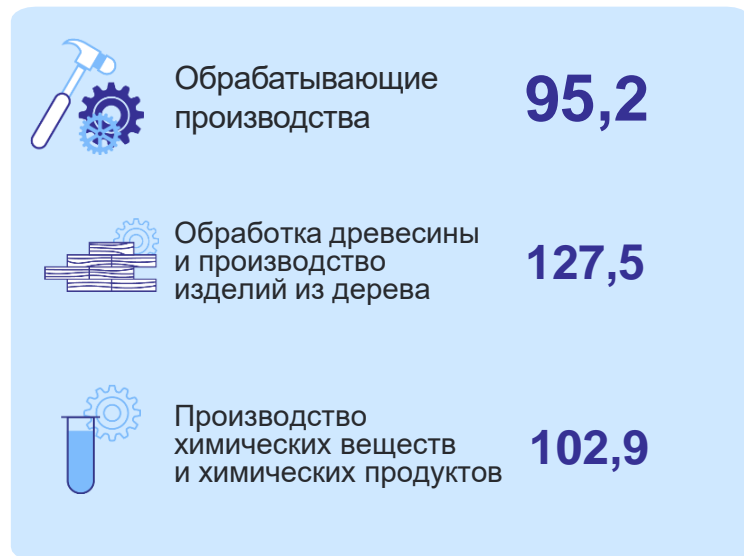 Обрабатывающие
производства
95,2
Обработка древесины
и производство
изделий из дерева
127,5
Производство
химических веществ
и химических продуктов
102,9